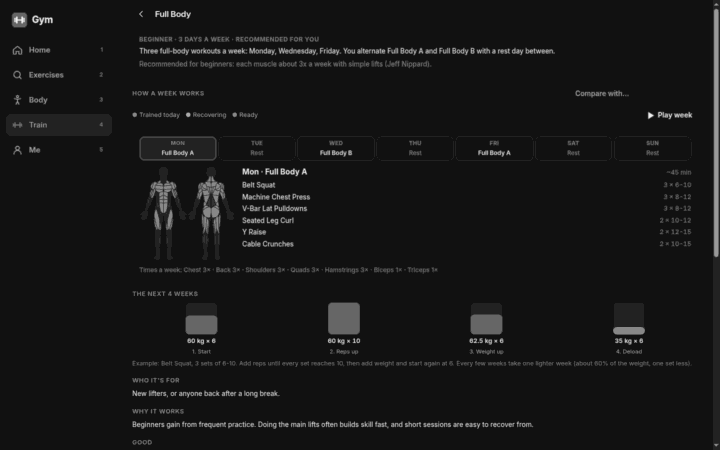 Gym
Home 1
Exercises 2
Body 3
Train 4
Me 5
Full Body
BEGINNER · 3 DAYS A WEEK · RECOMMENDED FOR YOU
Three full-body workouts a week: Monday, Wednesday, Friday. You alternate Full Body A and Full Body B with a rest day between.
Recommended for beginners: each muscle about 3x a week with simple lifts (Jeff Nippard).
HOW A WEEK WORKS
Compare with...
Trained today Recovering Ready
Play week
MON TUE WED THU FRI SAT SUN
Full Body A Rest Full Body B Rest Full Body A Rest Rest
Mon · Full Body A ~45 min
Belt Squat 3 × 6-10
Machine Chest Press 3 × 8-12
V-Bar Lat Pulldowns 3 × 8-12
Seated Leg Curl 2 × 10-12
Y Raise 2 × 12-15
Cable Crunches 2 × 10-15
Times a week: Chest 3× · Back 3× · Shoulders 3× · Quads 3× · Hamstrings 3× · Biceps 1× · Triceps 1×
THE NEXT 4 WEEKS
60 kg × 6 60 kg × 10 62.5 kg × 6 35 kg × 6
1. Start 2. Reps up 3. Weight up 4. Deload
Example: Belt Squat, 3 sets of 6-10. Add reps until every set reaches 10, then add weight and start again at 6. Every few weeks take one lighter week (about 60% of the weight, one set less).
WHO IT'S FOR
New lifters, or anyone back after a long break.
WHY IT WORKS
Beginners gain from frequent practice. Doing the main lifts often builds skill fast, and short sessions are easy to recover from.
GOOD